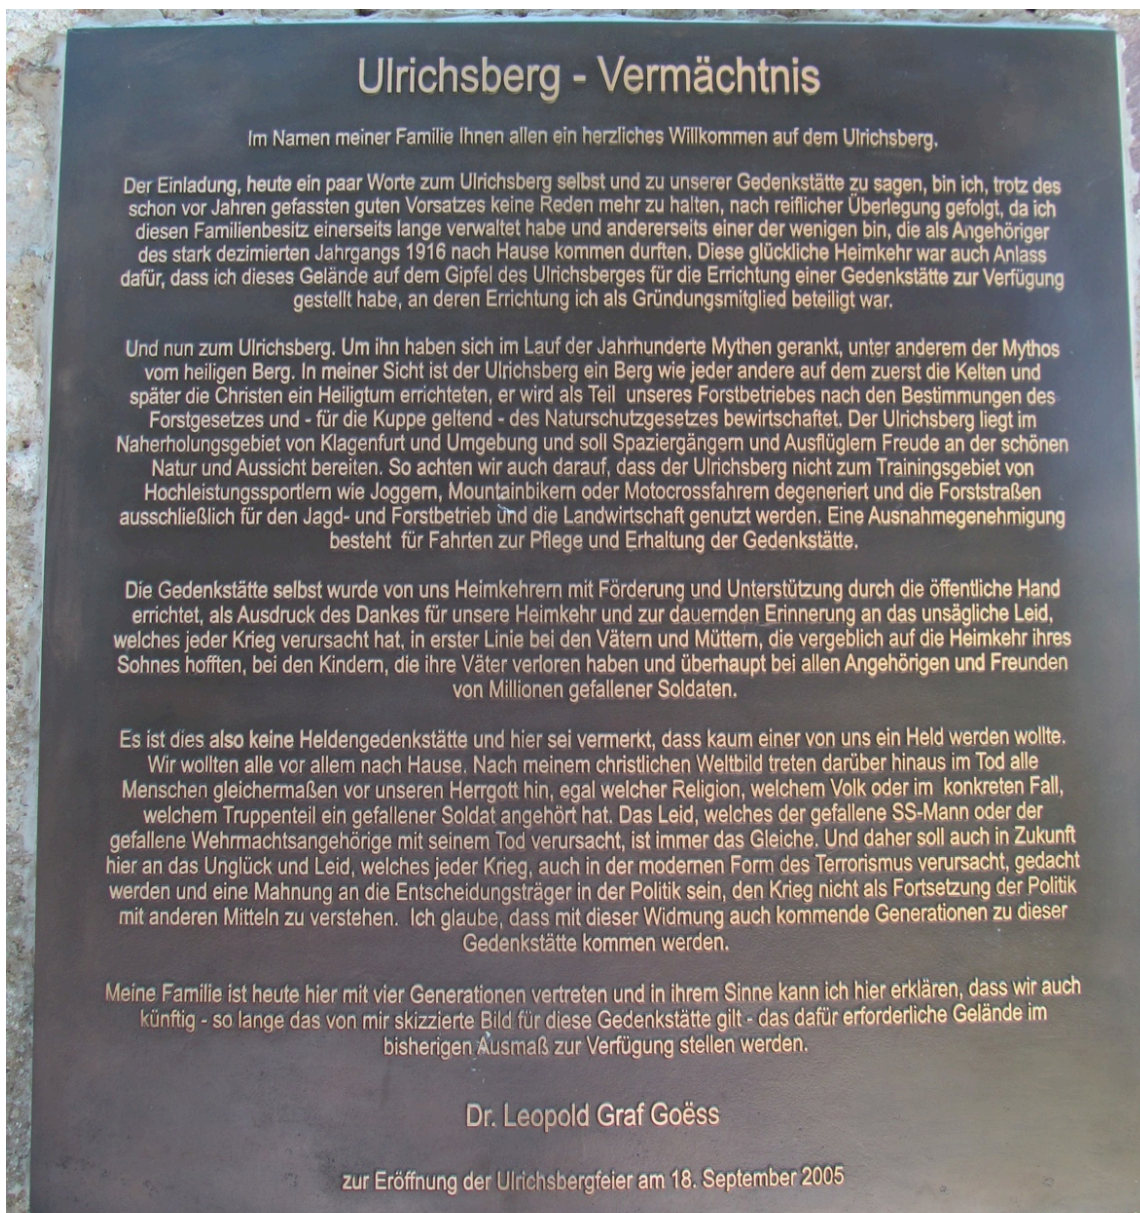 Ulrichsberg - Vermächtnis
Im Namen meiner Familie Ihnen allen ein herzliches Willkommen auf dem Ulrichsberg.
Der Einladung, heute ein paar Worte zum Ulrichsberg selbst und zu unserer Gedenkstätte zu sagen, bin ich, trotz des
schon vor Jahren gefassten guten Vorsatzes keine Reden mehr zu halten, nach reiflicher Überlegung gefolgt, da ich
diesen Familienbesitz einerseits lange verwaltet habe und andererseits einer der wenigen bin, die als Angehöriger
des stark dezimierten Jahrgangs 1916 nach Hause kommen durften. Diese glückliche Heimkehr war auch Anlass
dafür, dass ich dieses Gelände auf dem Gipfel des Ulrichsberges für die Errichtung einer Gedenkstätte zur Verfügung
gestellt habe, an deren Errichtung ich als Gründungsmitglied beteiligt war.
Und nun zum Ulrichsberg. Um ihn haben sich im Lauf der Jahrhunderte Mythen gerankt, unter anderem der Mythos
vom heiligen Berg. In meiner Sicht ist der Ulrichsberg ein Berg wie jeder andere auf dem zuerst die Kelten und
später die Christen ein Heiligtum errichteten, er wird als Teil unseres Forstbetriebes nach den Bestimmungen des
Forstgesetzes und - für die Kuppe geltend - des Naturschutzgesetzes bewirtschaftet. Der Ulrichsberg liegt im
Naherholungsgebiet von Klagenfurt und Umgebung und soll Spaziergängern und Ausflüglern Freude an der schönen
Natur und Aussicht bereiten. So achten wir auch darauf, dass der Ulrichsberg nicht zum Trainingsgebiet von
Hochleistungssportlern wie Joggern, Mountainbikern oder Motocrossfahrern degeneriert und die Forststraßen
ausschließlich für den Jagd- und Forstbetrieb und die Landwirtschaft genutzt werden. Eine Ausnahmegenehmigung
besteht für Fahrten zur Pflege und Erhaltung der Gedenkstätte.
Die Gedenkstätte selbst wurde von uns Heimkehrern mit Förderung und Unterstützung durch die öffentliche Hand
errichtet, als Ausdruck des Dankes für unsere Heimkehr und zur dauernden Erinnerung an das unsägliche Leid,
welches jeder Krieg verursacht hat, in erster Linie bei den Vätern und Müttern, die vergeblich auf die Heimkehr ihres
Sohnes hofften, bei den Kindern, die ihre Väter verloren haben und überhaupt bei allen Angehörigen und Freunden
von Millionen gefallener Soldaten.
Es ist dies also keine Heldengedenkstätte und hier sei vermerkt, dass kaum einer von uns ein Held werden wollte.
Wir wollten alle vor allem nach Hause. Nach meinem christlichen Weltbild treten darüber hinaus im Tod alle
Menschen gleichermaßen vor unseren Herrgott hin, egal welcher Religion, welchem Volk oder im konkreten Fall,
welchem Truppenteil ein gefallener Soldat angehört hat. Das Leid, welches der gefallene SS-Mann oder der
gefallene Wehrmachtsangehörige mit seinem Tod verursacht, ist immer das Gleiche. Und daher soll auch in Zukunft
hier an das Unglück und Leid, welches jeder Krieg, auch in der modernen Form des Terrorismus verursacht, gedacht
werden und eine Mahnung an die Entscheidungsträger in der Politik sein, den Krieg nicht als Fortsetzung der Politik
mit anderen Mitteln zu verstehen. Ich glaube, dass mit dieser Widmung auch kommende Generationen zu dieser
Gedenkstätte kommen werden.
Meine Familie ist heute hier mit vier Generationen vertreten und in ihrem Sinne kann ich hier erklären, dass wir auch
künftig - so lange das von mir skizzierte Bild für diese Gedenkstätte gilt - das dafür erforderliche Gelände im
bisherigen Ausmaß zur Verfügung stellen werden.
Dr. Leopold Graf Goëss
zur Eröffnung der Ulrichsbergfeier am 18. September 2005